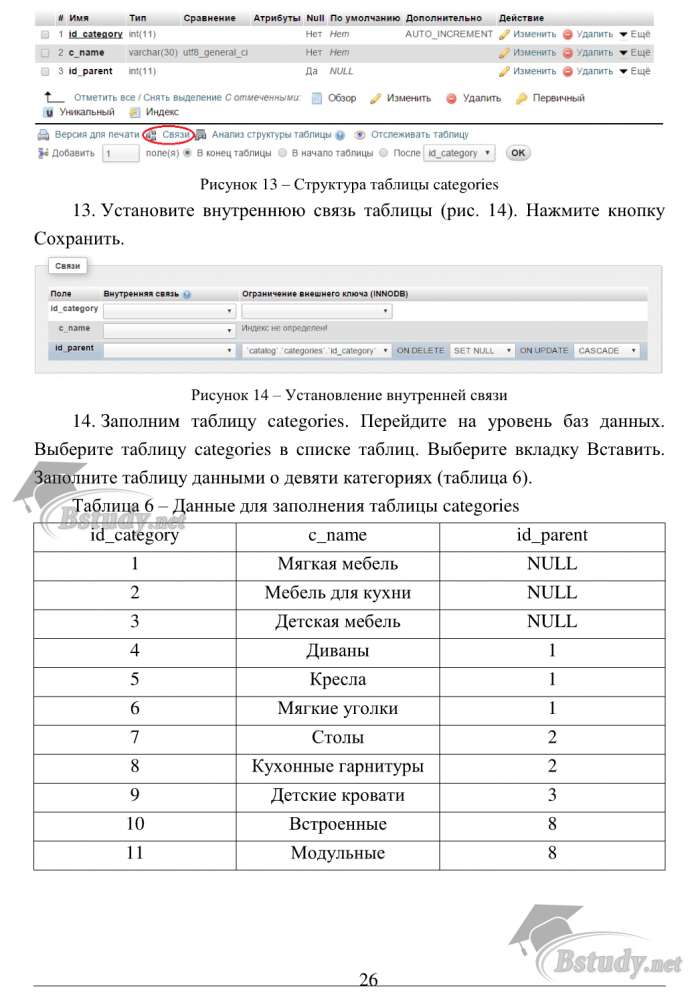 # Имя Тип Сравнение Атрибуты Null По умолчанию Дополнительно Действие
1 id_category int(11) Нет Нет AUTO_INCREMENT Изменить Удалить Ещё
2 c_name varchar(30) utf8_general_ci Нет Нет Изменить Удалить Ещё
3 id_parent int(11) Да NULL Изменить Удалить Ещё
Отметить все / Снять выделение С отмеченными: Обзор Изменить Удалить Первичный
Уникальный Индекс
Версия для печати Связи Анализ структуры таблицы Отслеживать таблицу
Добавить 1 поле(я) В конец таблицы В начало таблицы После id_category OK
Рисунок 13 – Структура таблицы categories
13. Установите внутреннюю связь таблицы (рис. 14). Нажмите кнопку
Сохранить.
Связи
Поле Внутренняя связь Ограничение внешнего ключа (INNODB)
id_category
c_name Индекс не определен!
id_parent `catalog`.`categories`.`id_category` ON DELETE SET NULL ON UPDATE CASCADE
Рисунок 14 – Установление внутренней связи
14. Заполним таблицу categories. Перейдите на уровень баз данных.
Выберите таблицу categories в списке таблиц. Выберите вкладку Вставить.
Заполните таблицу данными о девяти категориях (таблица 6).
Таблица 6 – Данные для заполнения таблицы categories
Bstudy.net
id_category c_name id_parent
1 Мягкая мебель NULL
2 Мебель для кухни NULL
3 Детская мебель NULL
4 Диваны 1
5 Кресла 1
6 Мягкие уголки 1
7 Столы 2
8 Кухонные гарнитуры 2
9 Детские кровати 3
10 Встроенные 8
11 Модульные 8
Bstudy.net
26